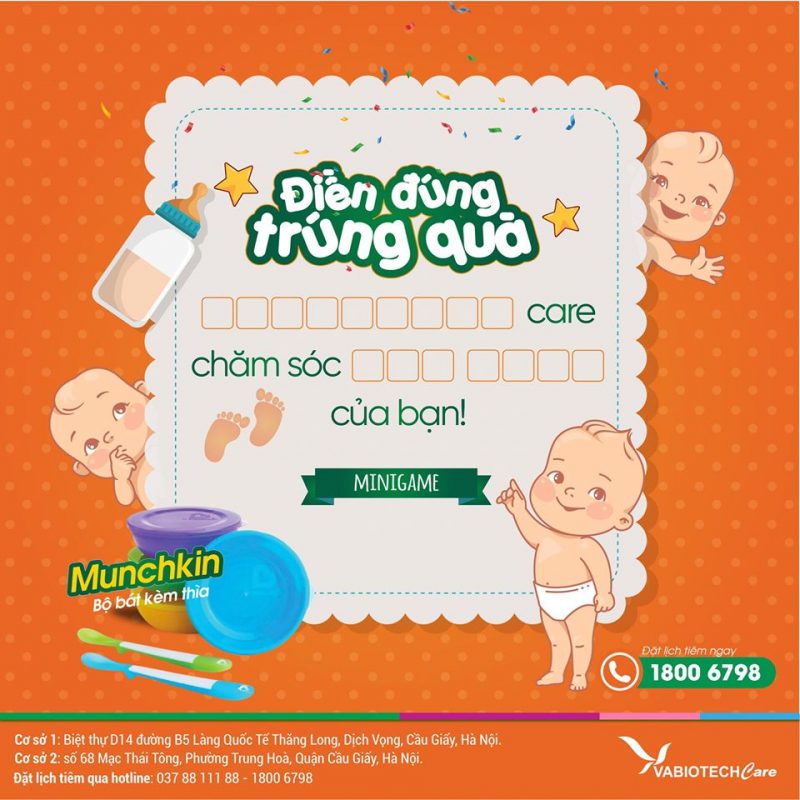 Điền đúng
trúng quà
care
chăm sóc
của bạn!
MINIGAME
Munchkin
Bộ bát kèm thìa
Đặt lịch tiêm ngay
1800 6798
Cơ sở 1: Biệt thự D14 đường B5 Làng Quốc Tế Thăng Long, Dịch Vọng, Cầu Giấy, Hà Nội.
Cơ sở 2: số 68 Mạc Thái Tông, Phường Trung Hoà, Quận Cầu Giấy, Hà Nội.
Đặt lịch tiêm qua hotline: 037 88 111 88 - 1800 6798
VABIOTECH Care